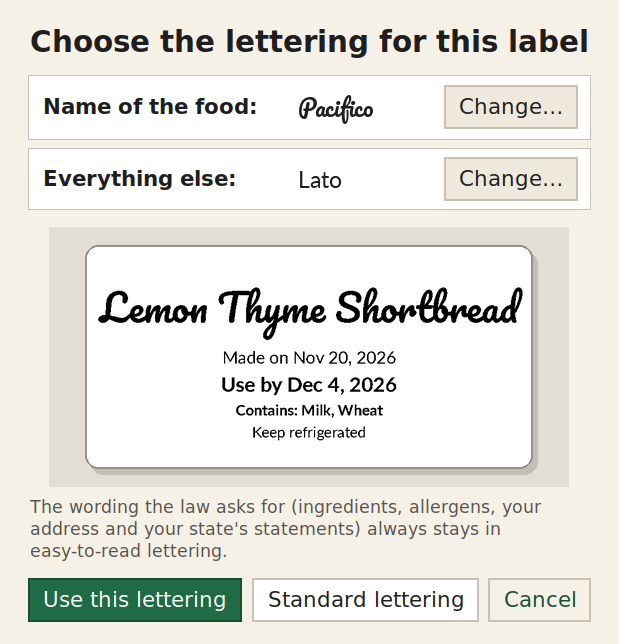 Choose the lettering for this label
Name of the food: Pacifico Change...
Everything else: Lato Change...
Lemon Thyme Shortbread
Made on Nov 20, 2026
Use by Dec 4, 2026
Contains: Milk, Wheat
Keep refrigerated
The wording the law asks for (ingredients, allergens, your
address and your state's statements) always stays in
easy-to-read lettering.
Use this lettering Standard lettering Cancel